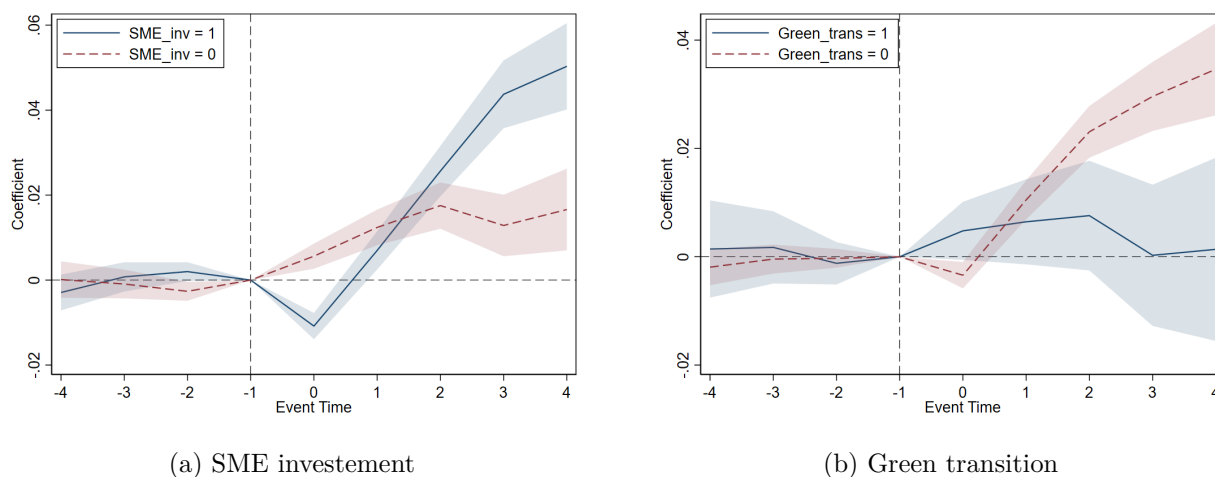 SME_inv = 1
SME_inv = 0
Coefficient
-.02 0 .02 .04 .06
-4 -3 -2 -1 0 1 2 3 4
Event Time
(a) SME investement
Green_trans = 1
Green_trans = 0
Coefficient
-.02 0 .02 .04
-4 -3 -2 -1 0 1 2 3 4
Event Time
(b) Green transition